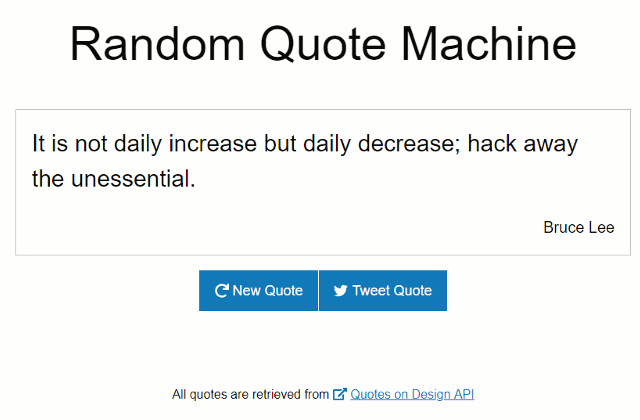 Random Quote Machine
It is not daily increase but daily decrease; hack away
the unessential.
Bruce Lee
New Quote
Tweet Quote
All quotes are retrieved from Quotes on Design API